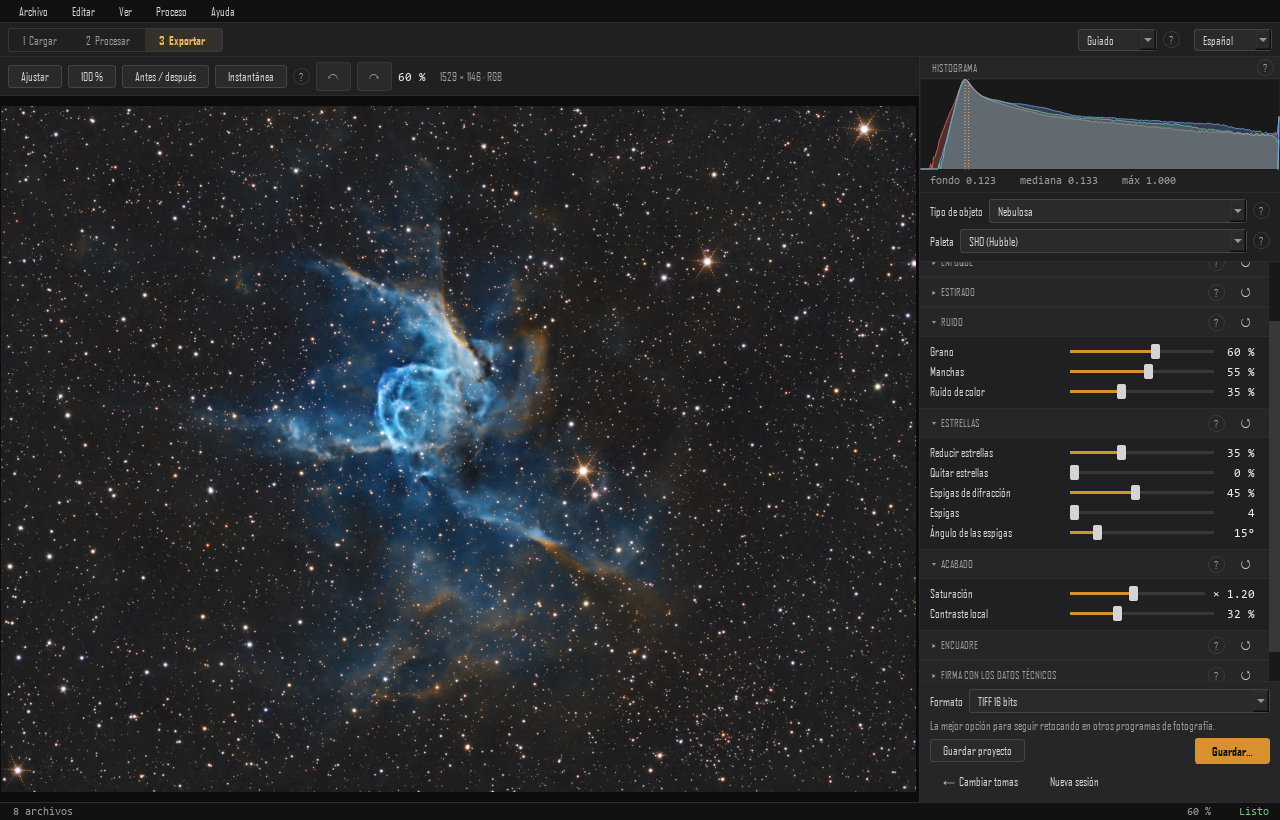 Archivo Editar Ver Proceso Ayuda
1 Cargar 2 Procesar 3 Exportar Guiado ? Español
Ajustar 100 % Antes / después Instantánea ? 60 % 1529 × 1146 · RGB
HISTOGRAMA ?
fondo 0.123 mediana 0.133 máx 1.000
Tipo de objeto Nebulosa ?
Paleta SHO (Hubble) ?
ENFOQUE ?
ESTIRADO ?
RUIDO ?
Grano 60 %
Manchas 55 %
Ruido de color 35 %
ESTRELLAS ?
Reducir estrellas 35 %
Quitar estrellas 0 %
Espigas de difracción 45 %
Espigas 4
Ángulo de las espigas 15°
ACABADO ?
Saturación × 1.20
Contraste local 32 %
ENCUADRE ?
FIRMA CON LOS DATOS TÉCNICOS ?
Formato TIFF 16 bits
La mejor opción para seguir retocando en otros programas de fotografía.
Guardar proyecto Guardar…
← Cambiar tomas Nueva sesión
8 archivos 60 % Listo